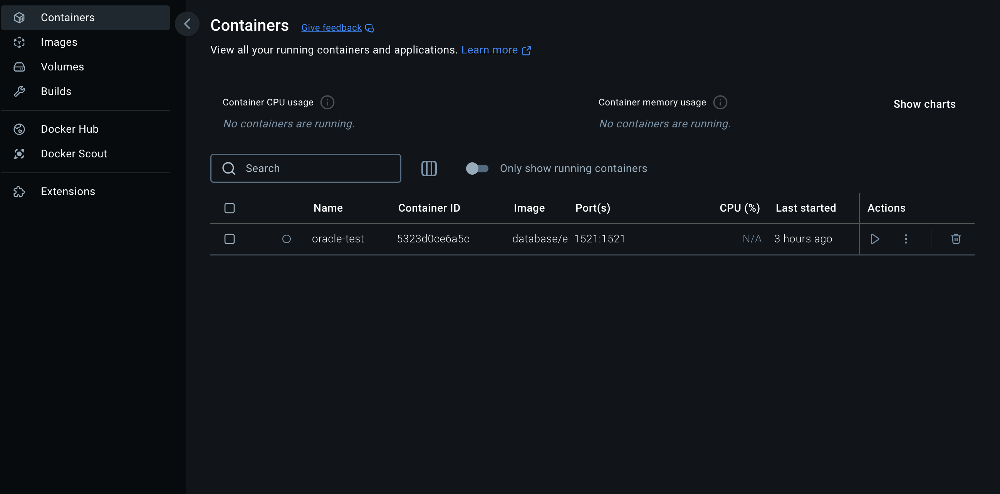 Containers
Images
Volumes
Builds
Docker Hub
Docker Scout
Extensions
Containers Give feedback
View all your running containers and applications. Learn more
Container CPU usage
No containers are running.
Container memory usage
No containers are running.
Show charts
Search
Only show running containers
Name Container ID Image Port(s) CPU (%) Last started Actions
oracle-test 5323d0ce6a5c database/e 1521:1521 N/A 3 hours ago